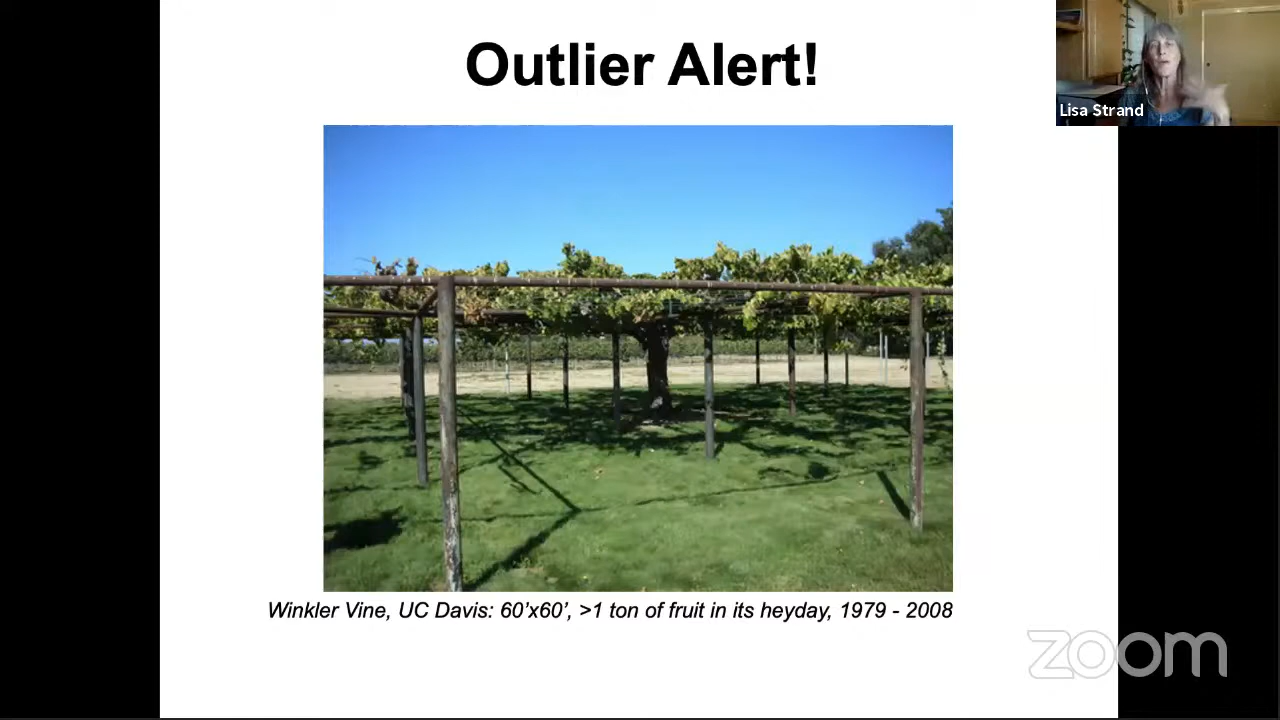 Outlier Alert!
Lisa Strand
Winkler Vine, UC Davis: 60'x60', >1 ton of fruit in its heyday, 1979 - 2008
zoom